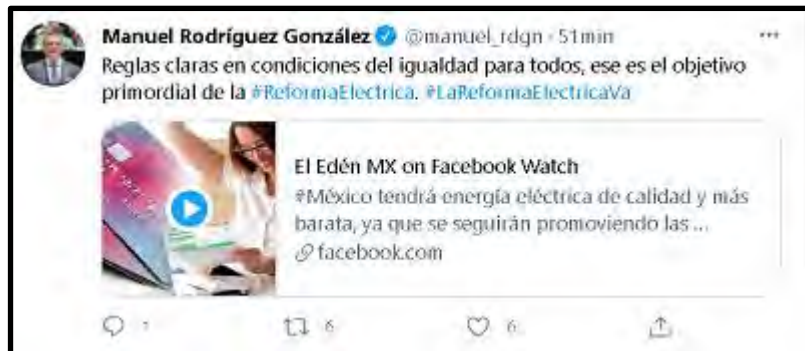 Manuel Rodríguez González @manuel_rdgn · 51min
Reglas claras en condiciones del igualdad para todos, ese es el objetivo
primordial de la #ReformaElectrica. #LaReformaElectricaVa
El Edén MX on Facebook Watch
#México tendrá energía eléctrica de calidad y más
barata, ya que se seguirán promoviendo las ...
facebook.com
6 6